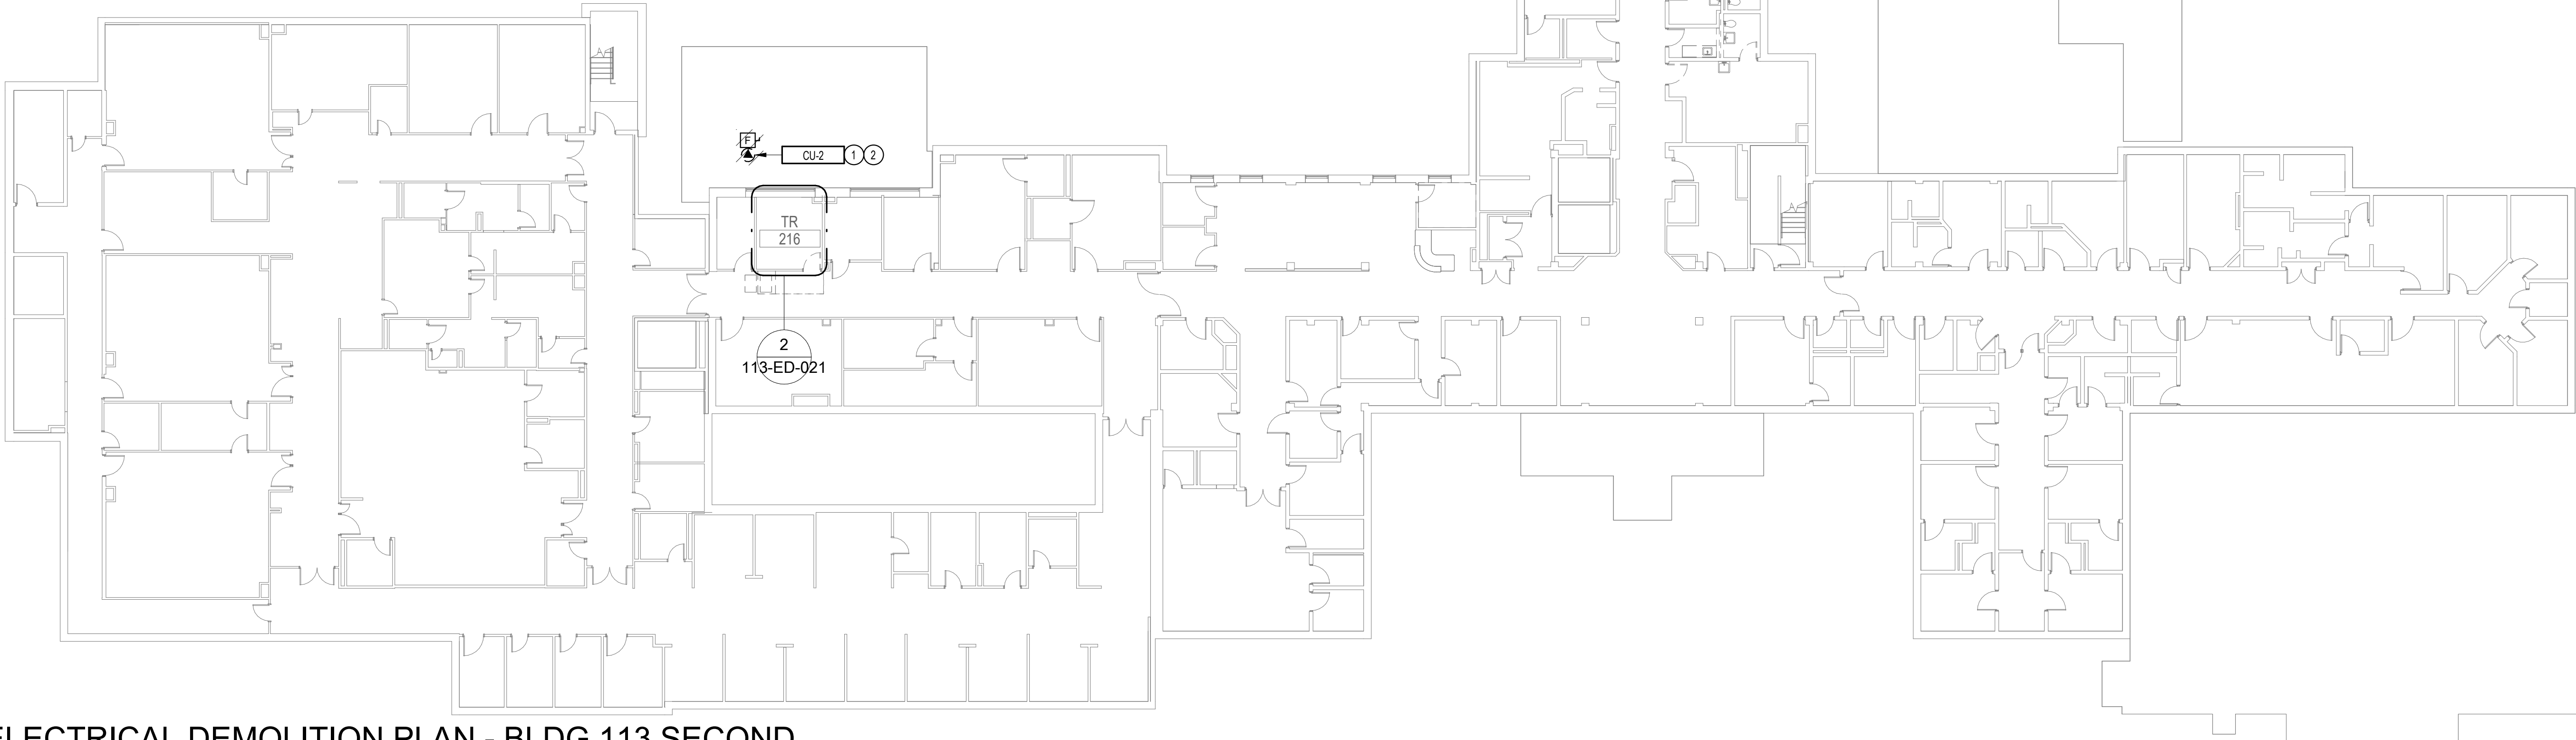 F
CU-2 1 2
TR
216
2
113-ED-021
ELECTRICAL DEMOLITION PLAN - BLDG 113 SECOND